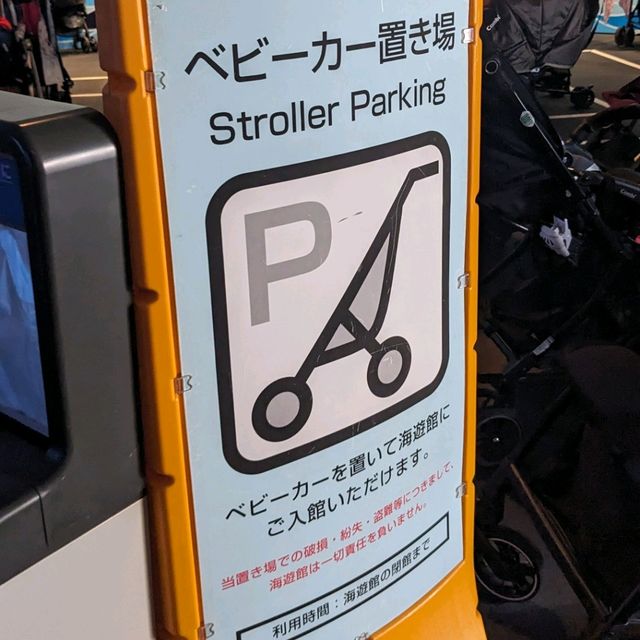 ベビーカー置き場
Stroller Parking
P
ベビーカーを置いて海遊館に
ご入館いただけます。
当置き場での破損・紛失・盗難等につきまして、
海遊館は一切責任を負いません。
利用時間：海遊館の閉館まで